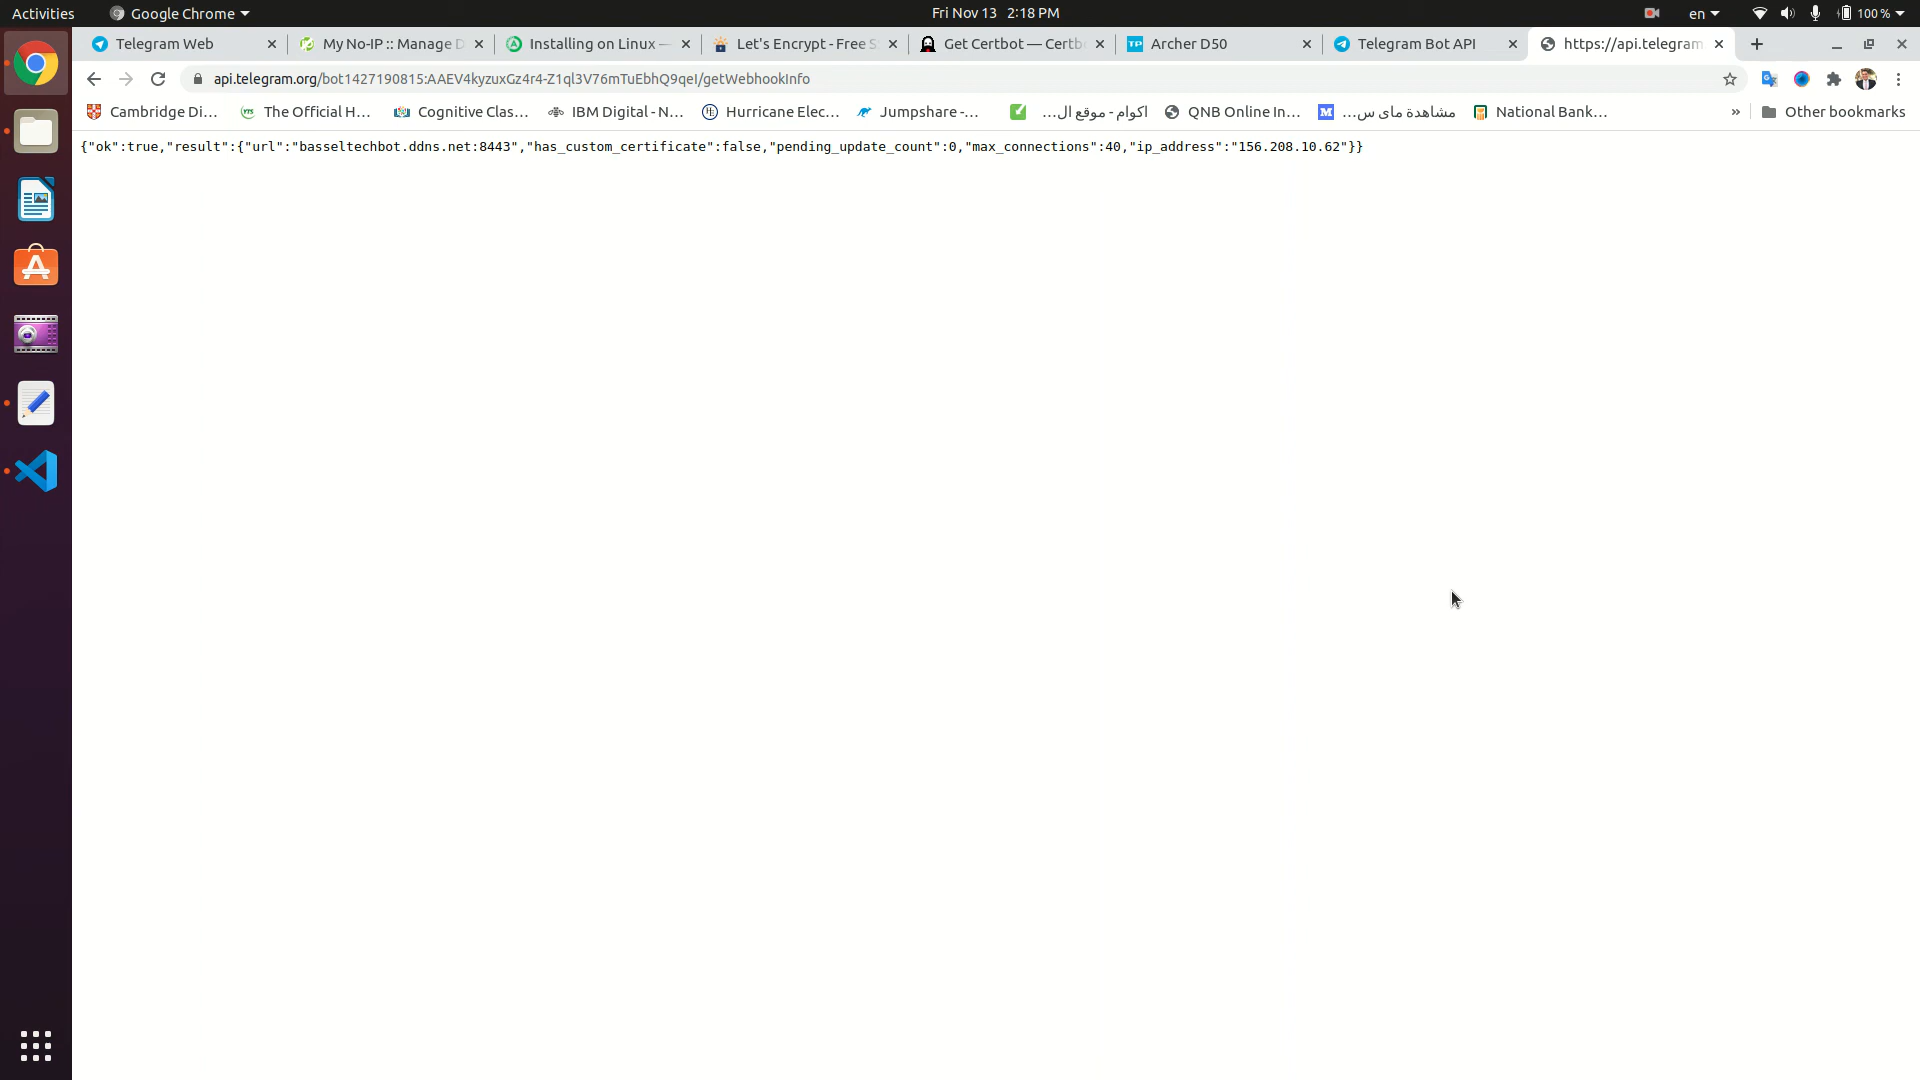 Activities
Google Chrome
Fri Nov 13 2:18 PM
en
100 %
Telegram Web
My No-IP :: Manage D
Installing on Linux —
Let's Encrypt - Free S
Get Certbot — Certb
Archer D50
Telegram Bot API
https://api.telegram
api.telegram.org/bot1427190815:AAEV4kyzuxGz4r4-Z1ql3V76mTuEbhQ9qeI/getWebhookInfo
Cambridge Di...
The Official H...
Cognitive Clas...
IBM Digital - N...
Hurricane Elec...
Jumpshare -...
اكوام - موقع ال...
QNB Online In...
مشاهدة ماى س...
National Bank...
»
Other bookmarks
{"ok":true,"result":{"url":"basseltechbot.ddns.net:8443","has_custom_certificate":false,"pending_update_count":0,"max_connections":40,"ip_address":"156.208.10.62"}}